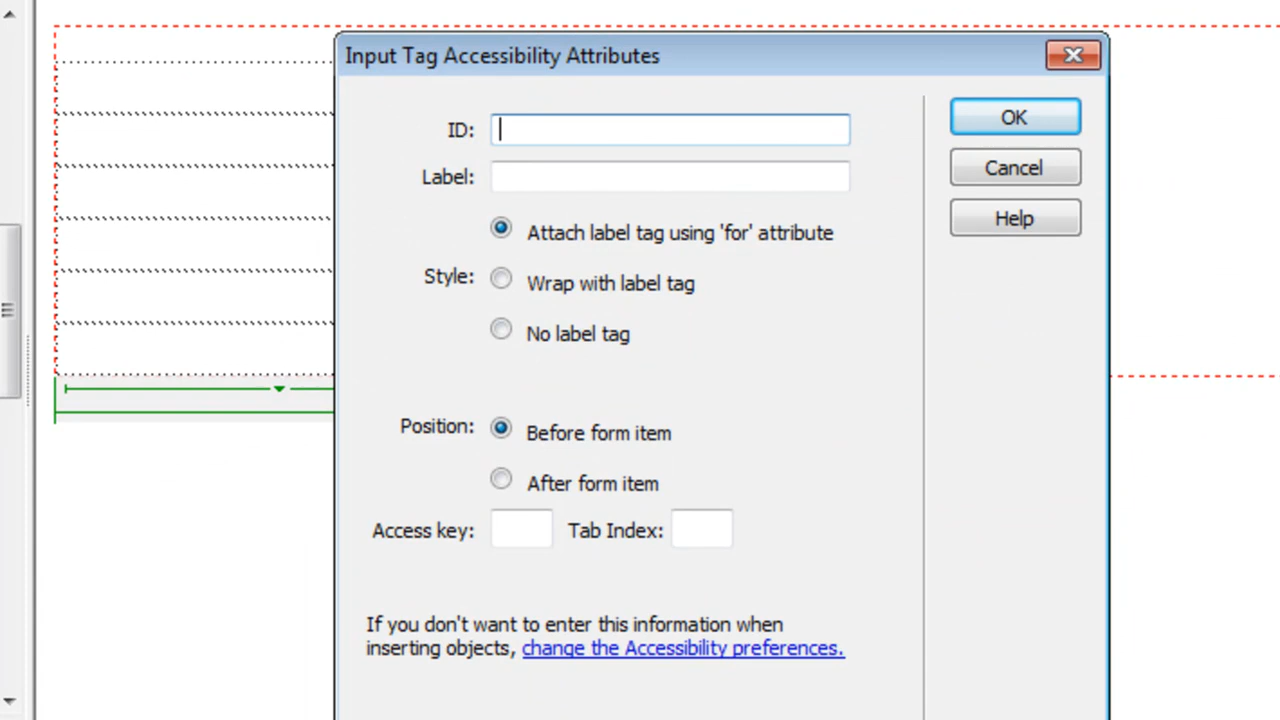 Input Tag Accessibility Attributes
ID:
OK
Label:
Cancel
Help
Attach label tag using 'for' attribute
Style:
Wrap with label tag
No label tag
Position:
Before form item
After form item
Access key:
Tab Index:
If you don't want to enter this information when
inserting objects, change the Accessibility preferences.